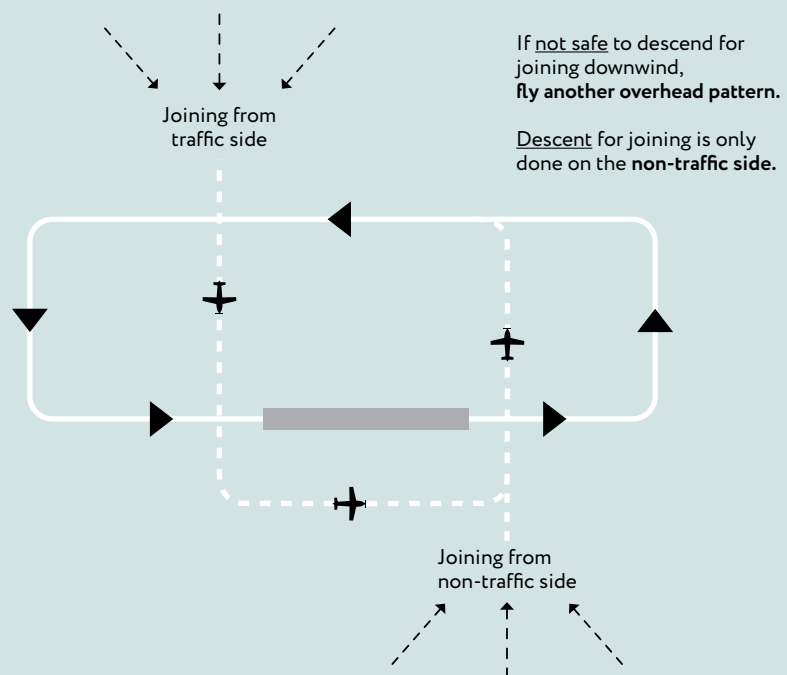 If not safe to descend for
joining downwind,
fly another overhead pattern.
Descent for joining is only
done on the non-traffic side.
Joining from
traffic side
Joining from
non-traffic side